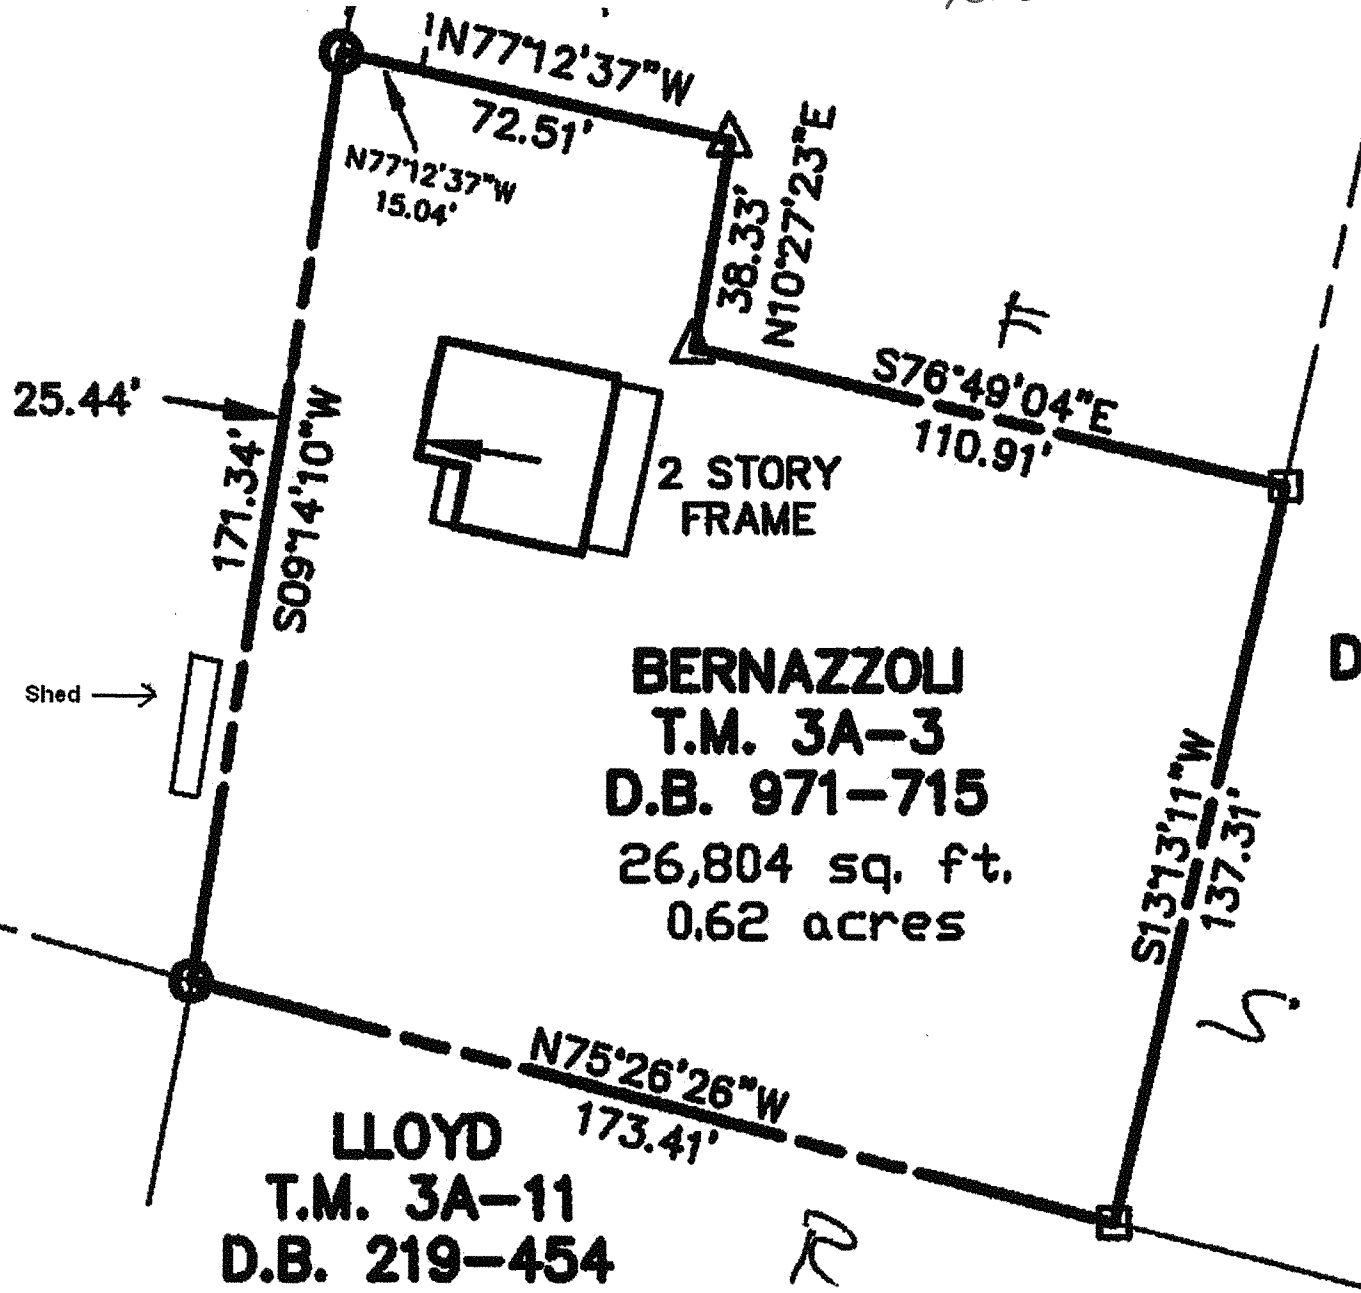 N77°12'37"W
72.51'
N77°12'37"W
15.04'
38.33'
N10°27'23"E
S76°49'04"E
110.91'
25.44'
171.34'
S09°14'10"W
2 STORY
FRAME
Shed
BERNAZZOLI
T.M. 3A-3
D.B. 971-715
26,804 sq. ft.
0.62 acres
D
S13°13'11"W
137.31'
N75°26'26"W
173.41'
LLOYD
T.M. 3A-11
D.B. 219-454
R